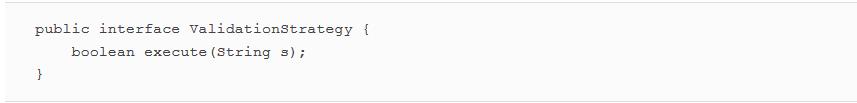 public interface ValidationStrategy {
    boolean execute(String s);
}